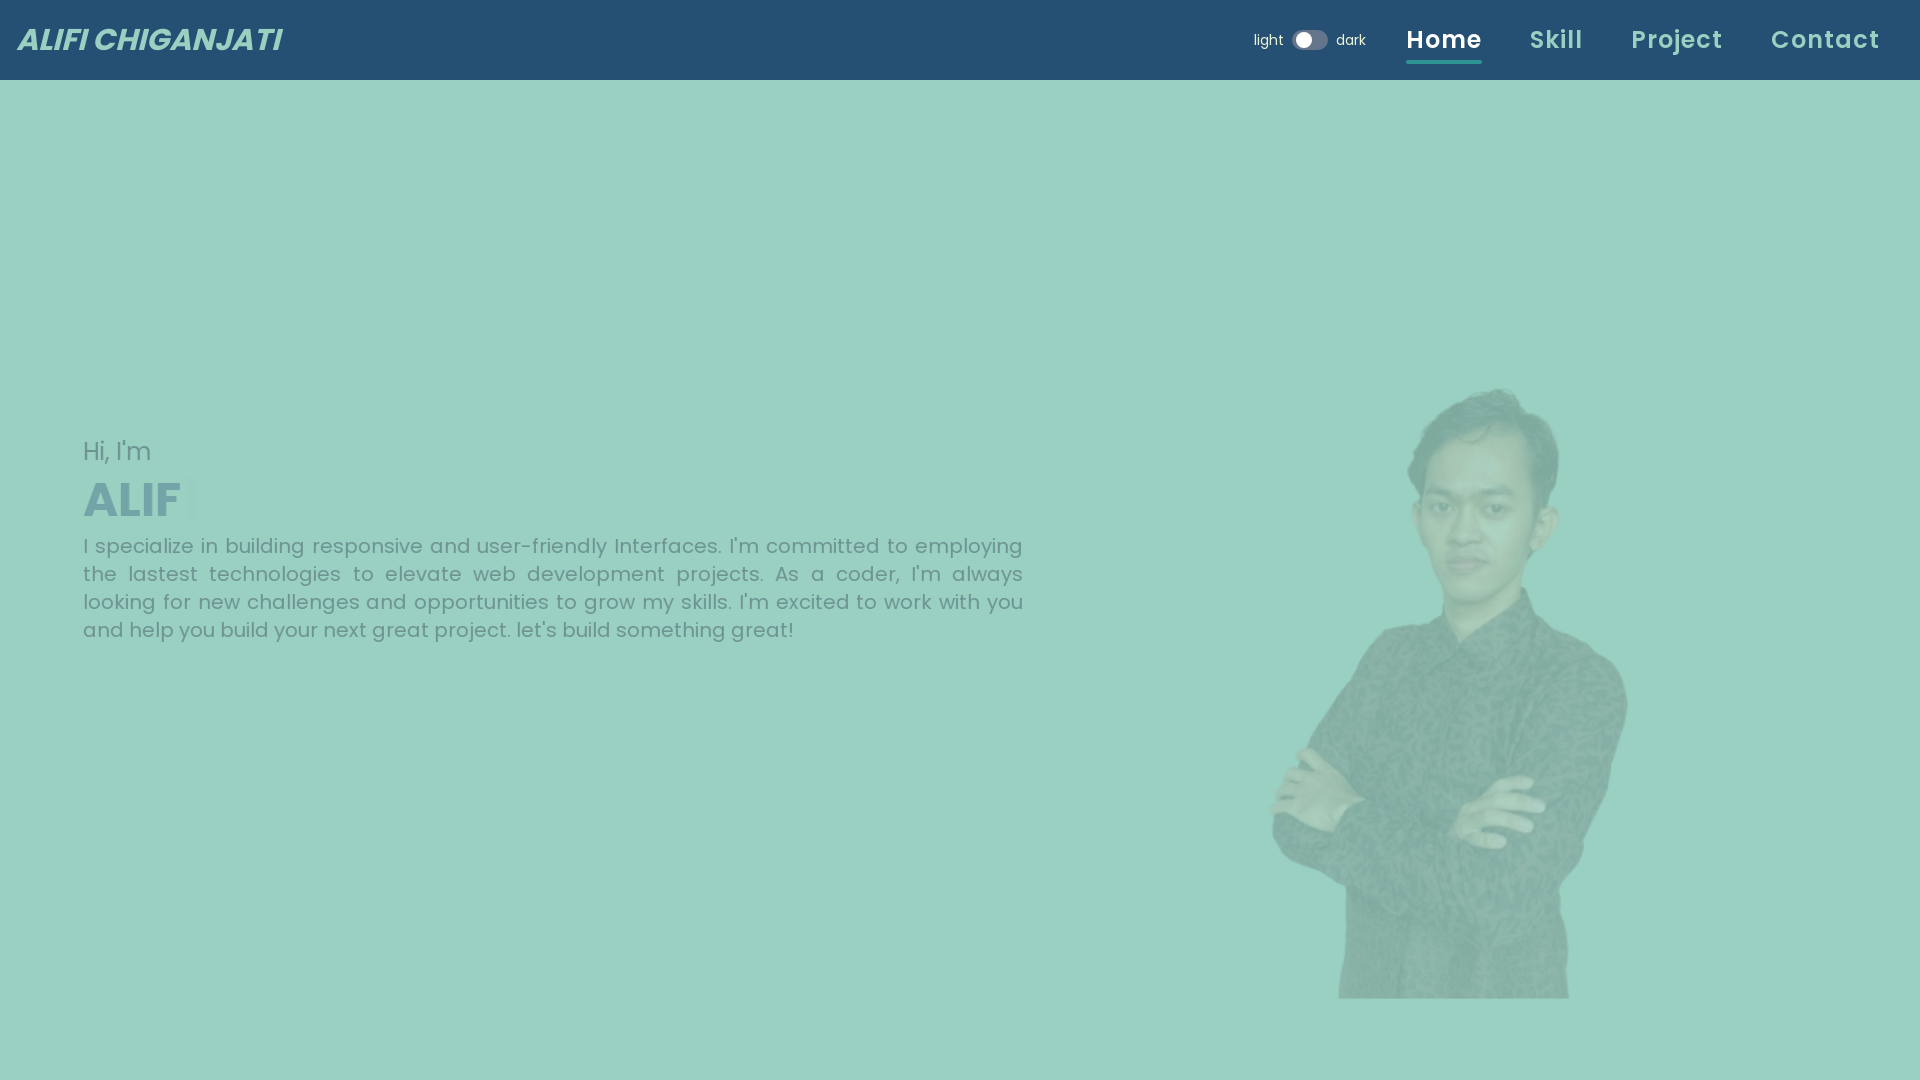 ALIFI CHIGANJATI
light dark Home Skill Project Contact
Hi, I'm
ALIF
I specialize in building responsive and user-friendly Interfaces. I'm committed to employing
the lastest technologies to elevate web development projects. As a coder, I'm always
looking for new challenges and opportunities to grow my skills. I'm excited to work with you
and help you build your next great project. let's build something great!